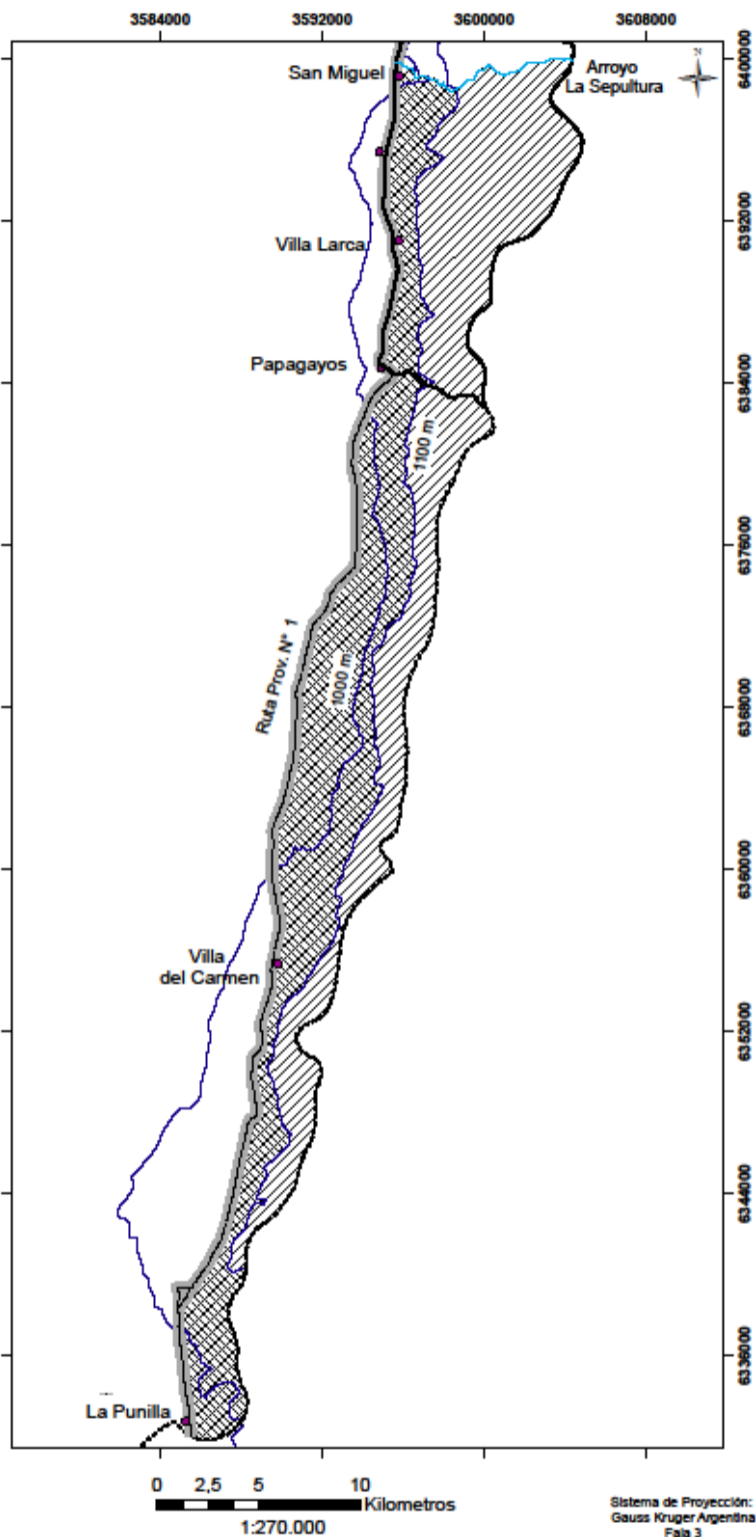 3584000
3592000
3600000
3608000
6400000
6392000
6384000
6376000
6368000
6360000
6352000
6344000
6336000
N
San Miguel
Arroyo
La Sepultura
Villa Larca
Papagayos
1100 m
Ruta Prov. N° 1
1000 m
Villa
del Carmen
La Punilla
0 2,5 5 10
Kilometros
1:270.000
Sistema de Proyección:
Gauss Kruger Argentina
Faja 3